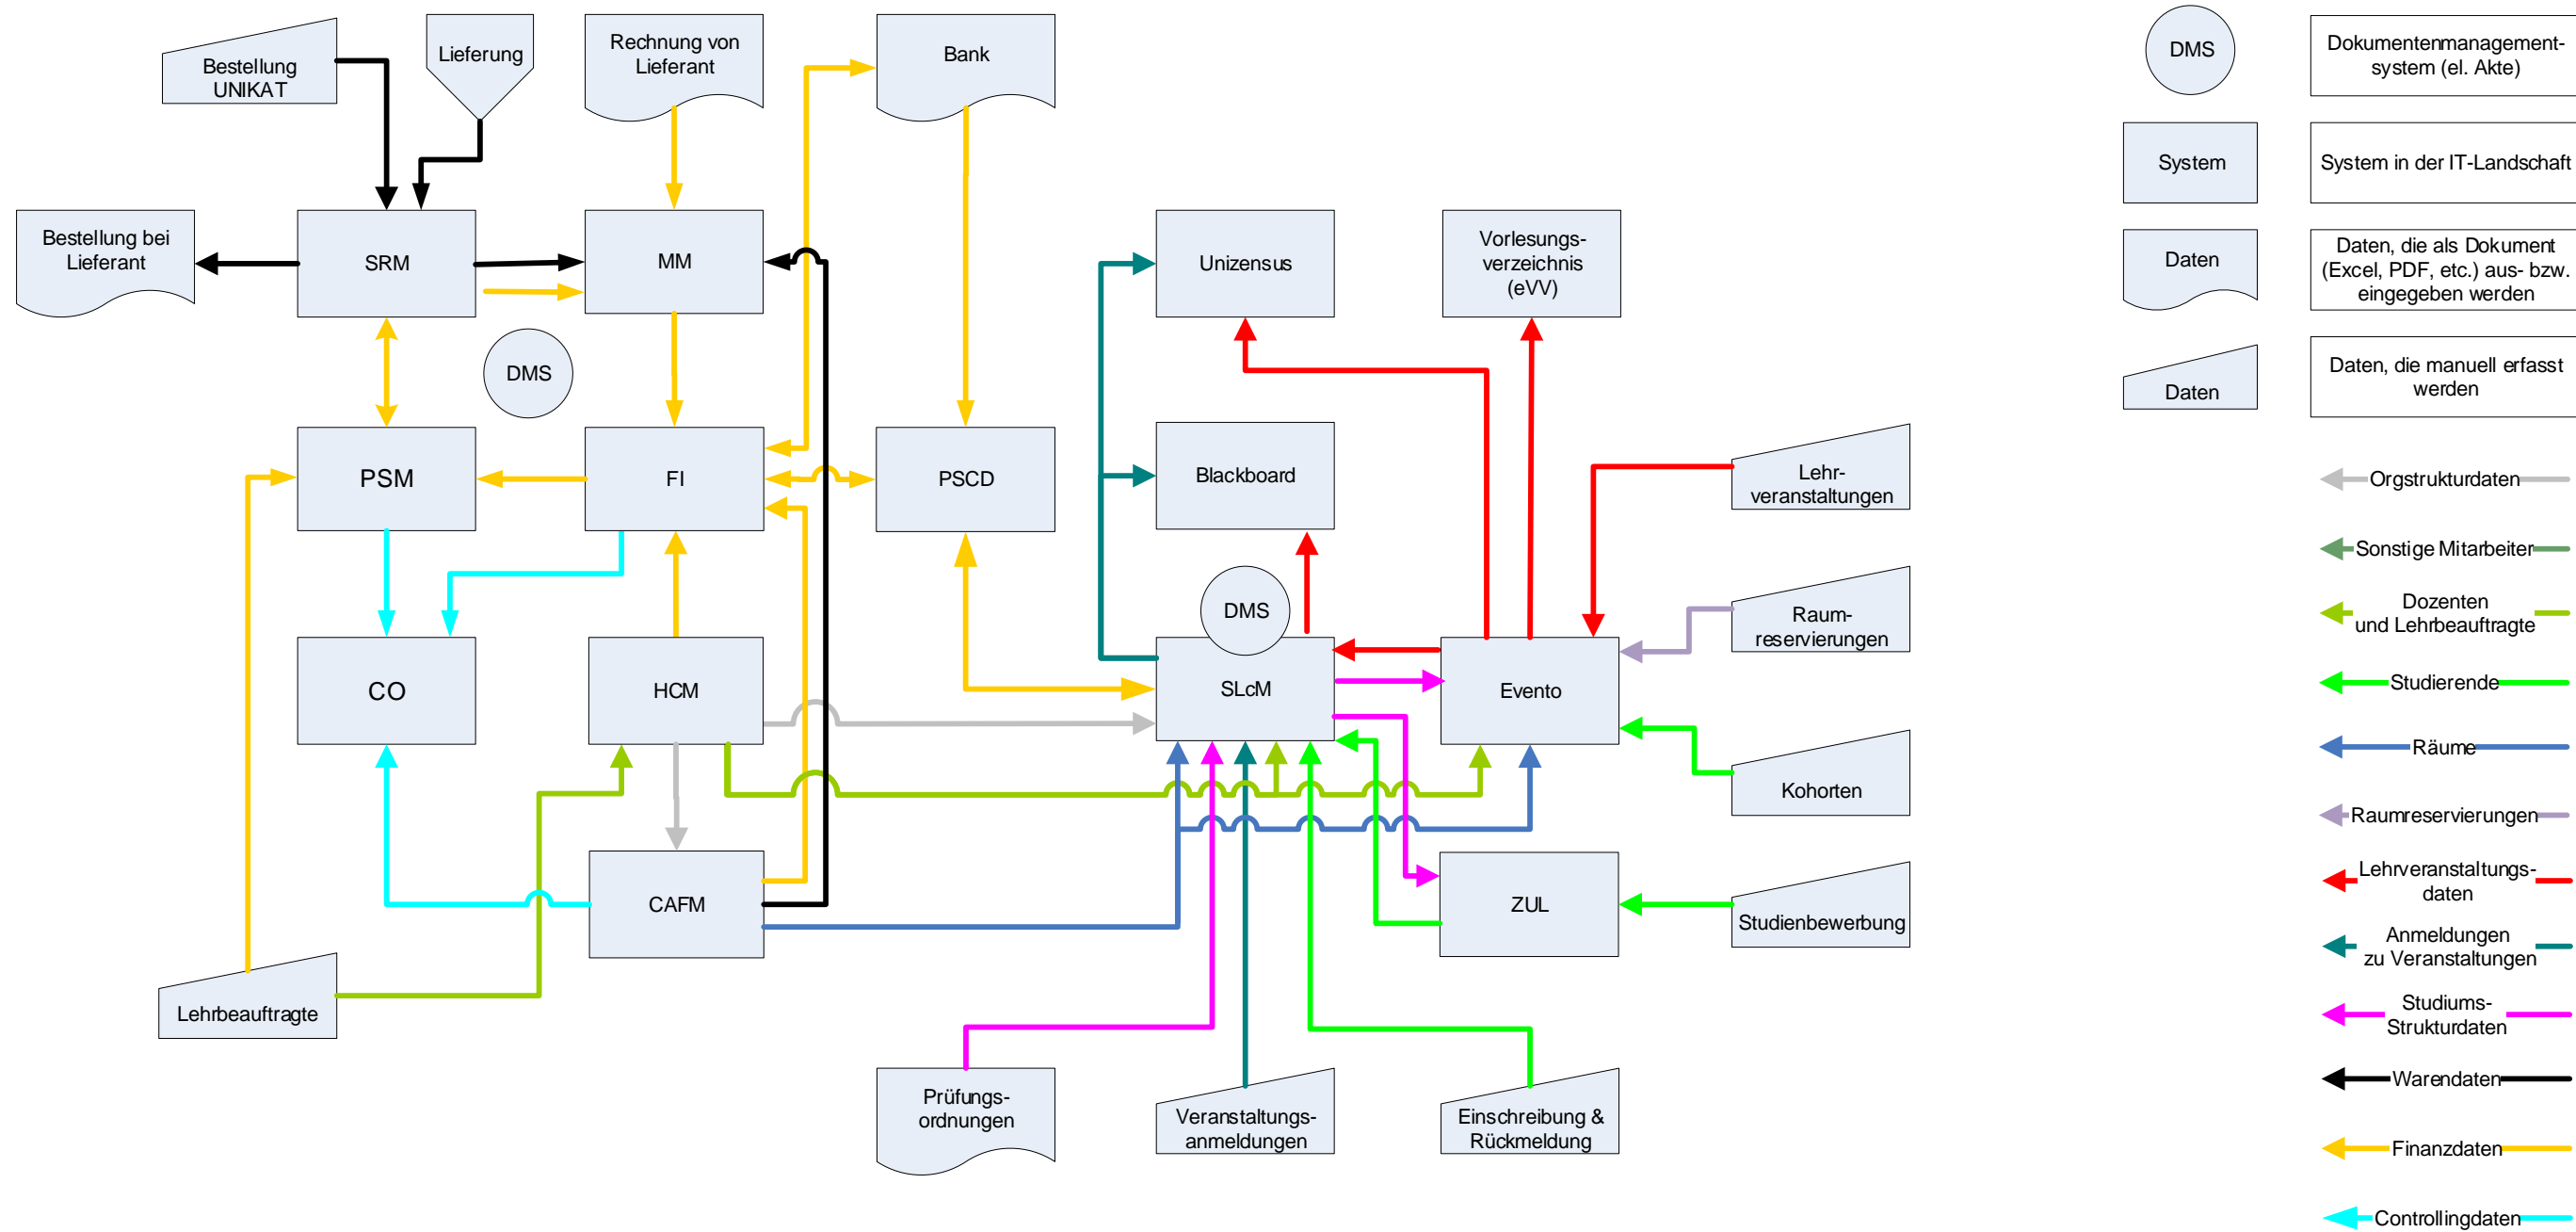 Bestellung
UNIKAT
Lieferung
Rechnung von
Lieferant
Bank
Bestellung bei
Lieferant
SRM
MM
Unizensus
Vorlesungs-
verzeichnis
(eVV)
DMS
PSM
FI
PSCD
Blackboard
Lehr-
veranstaltungen
DMS
Raum-
reservierungen
CO
HCM
SLcM
Evento
Kohorten
CAFM
ZUL
Studienbewerbung
Lehrbeauftragte
Prüfungs-
ordnungen
Veranstaltungs-
anmeldungen
Einschreibung &
Rückmeldung
DMS
Dokumentenmanagement-
system (el. Akte)
System
System in der IT-Landschaft
Daten
Daten, die als Dokument
(Excel, PDF, etc.) aus- bzw.
eingegeben werden
Daten
Daten, die manuell erfasst
werden
Orgstrukturdaten
Sonstige Mitarbeiter
Dozenten
und Lehrbeauftragte
Studierende
Räume
Raumreservierungen
Lehrveranstaltungs-
daten
Anmeldungen
zu Veranstaltungen
Studiums-
Strukturdaten
Warendaten
Finanzdaten
Controllingdaten